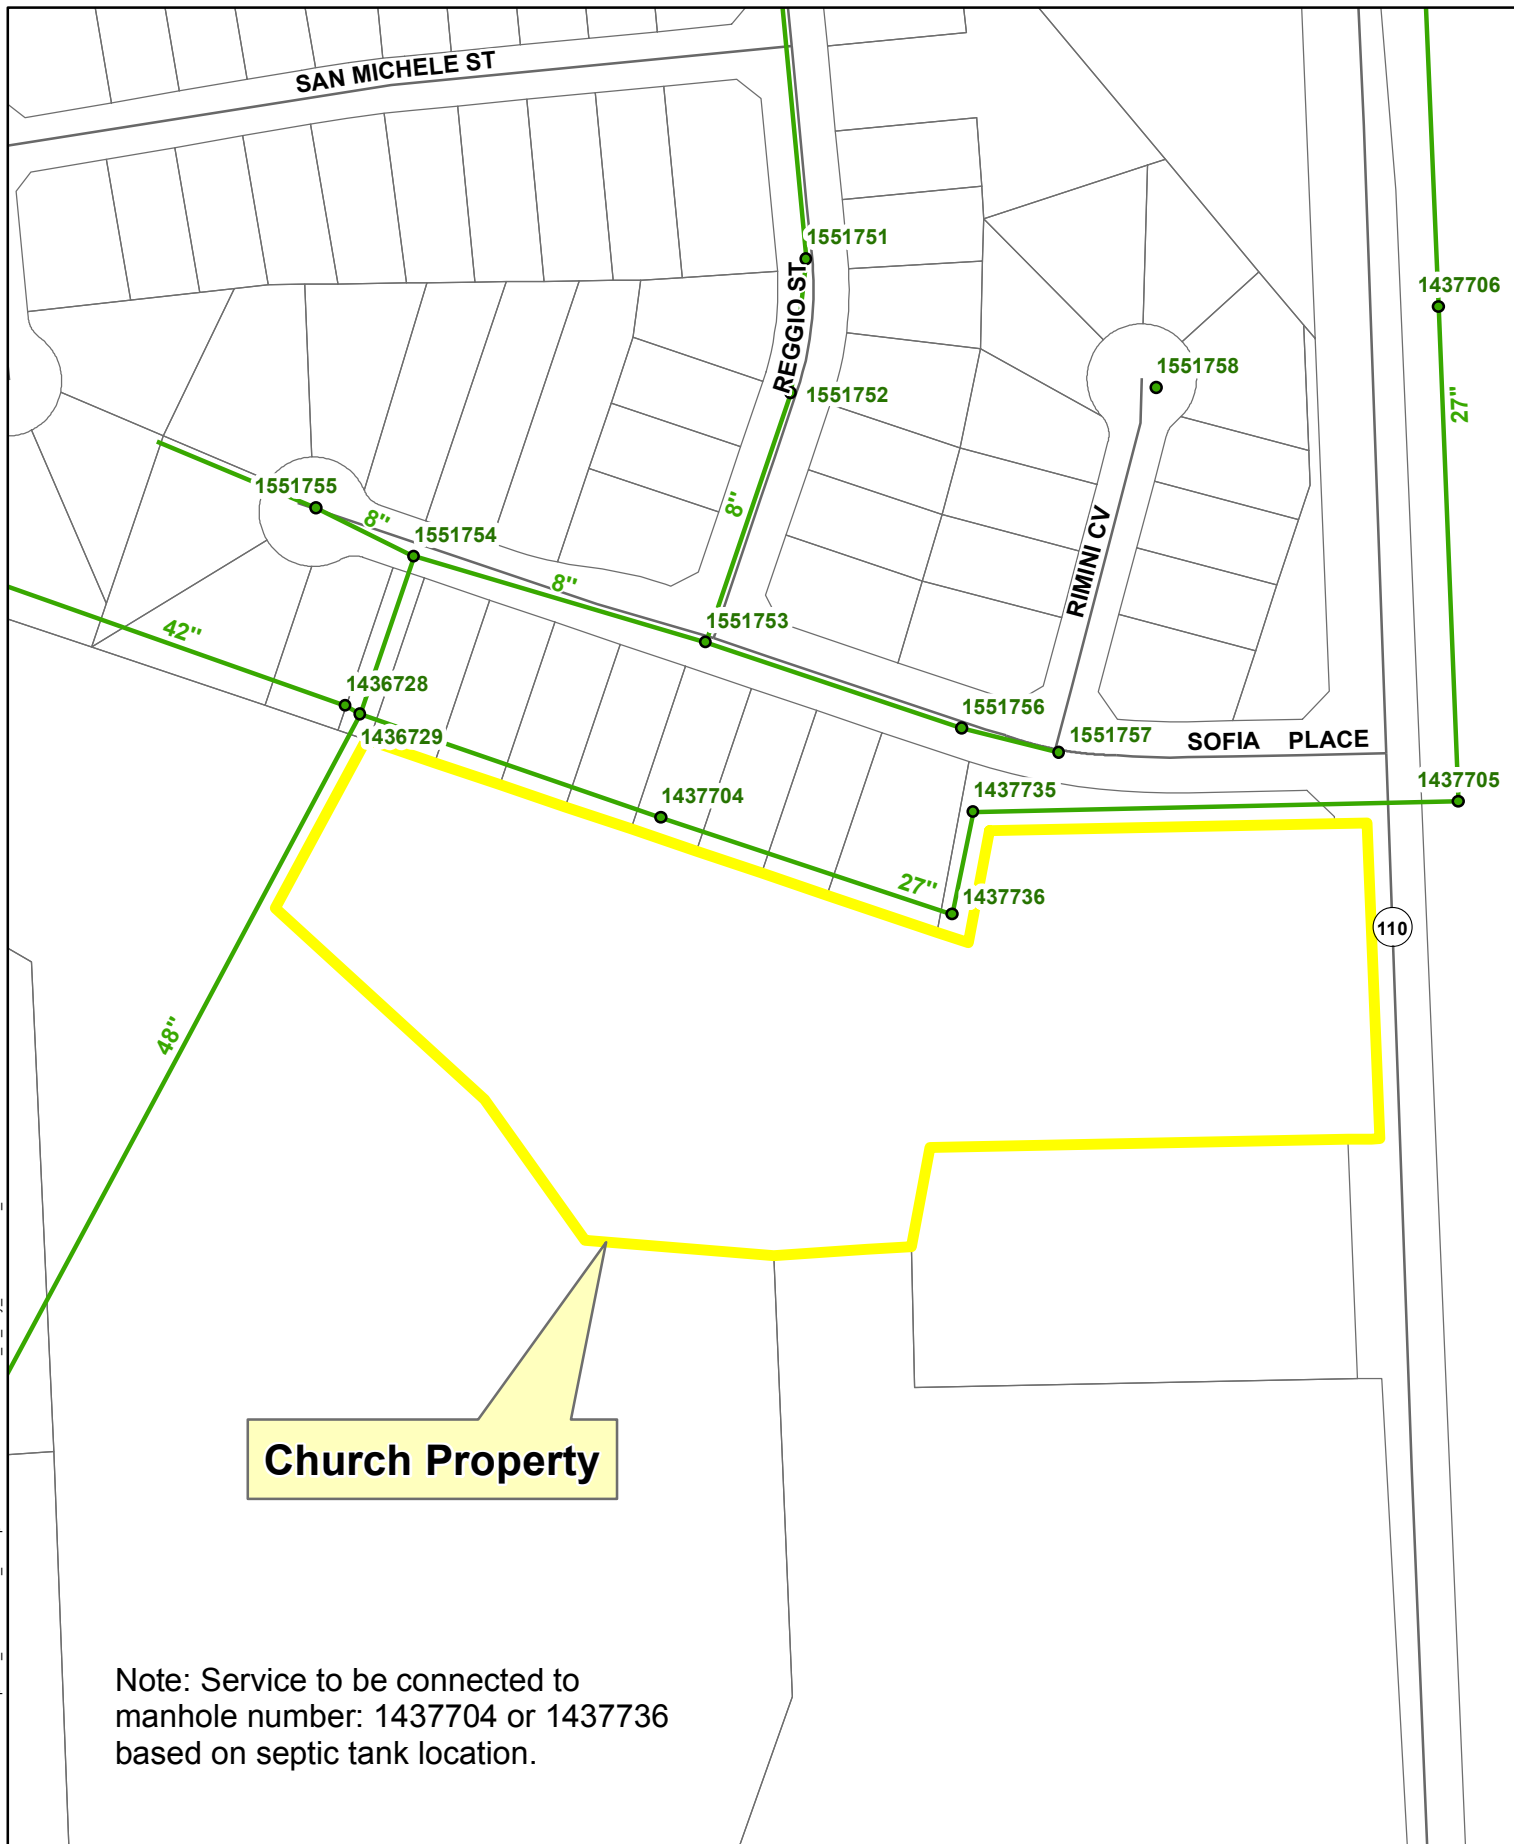 SAN MICHELE ST
1551751
REGGIO ST
1437706
1551758
1551752
27"
1551755
8"
8"
1551754
RIMINI CV
8"
1551753
42"
1436728
1551756
1436729
1551757
SOFIA PLACE
1437705
1437704
1437735
27"
1437736
110
48"
Church Property
Note: Service to be connected to
manhole number: 1437704 or 1437736
based on septic tank location.